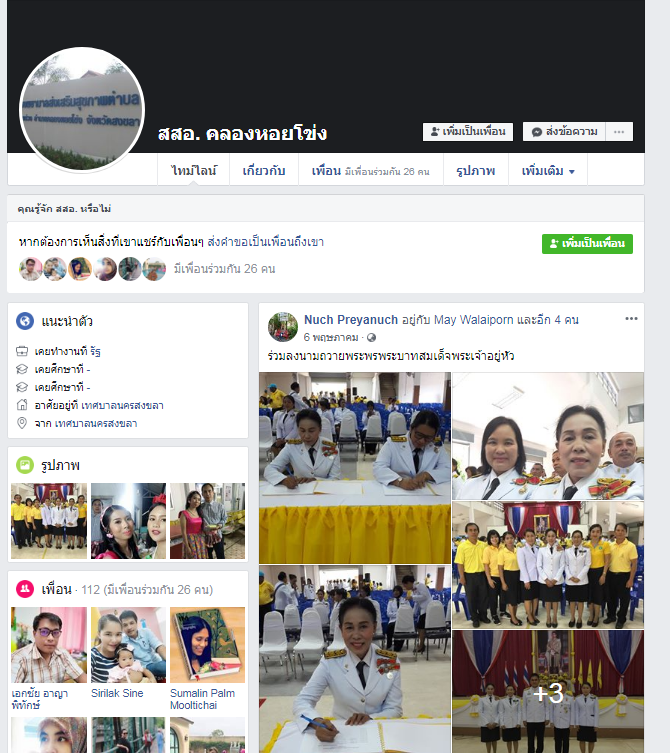 สสอ. คลองหอยโข่ง
เพิ่มเป็นเพื่อน
ส่งข้อความ
ไทม์ไลน์
เกี่ยวกับ
เพื่อน มีเพื่อนร่วมกัน 26 คน
รูปภาพ
เพิ่มเติม
คุณรู้จัก สสอ. หรือไม่
หากต้องการเห็นสิ่งที่เขาแชร์กับเพื่อนๆ ส่งคำขอเป็นเพื่อนถึงเขา
เพิ่มเป็นเพื่อน
มีเพื่อนร่วมกัน 26 คน
แนะนำตัว
เคยทำงานที่ รัฐ
เคยศึกษาที่ -
เคยศึกษาที่ -
อาศัยอยู่ที่ เทศบาลนครสงขลา
จาก เทศบาลนครสงขลา
รูปภาพ
เพื่อน · 112 (มีเพื่อนร่วมกัน 26 คน)
เอกชัย อาญา
พิทักษ์
Sirilak Sine
Sumalin Palm
Mooltichai
Nuch Preyanuch อยู่กับ May Walaiporn และอีก 4 คน
6 พฤษภาคม ·
ร่วมลงนามถวายพระพรพระบาทสมเด็จพระเจ้าอยู่หัว
+3